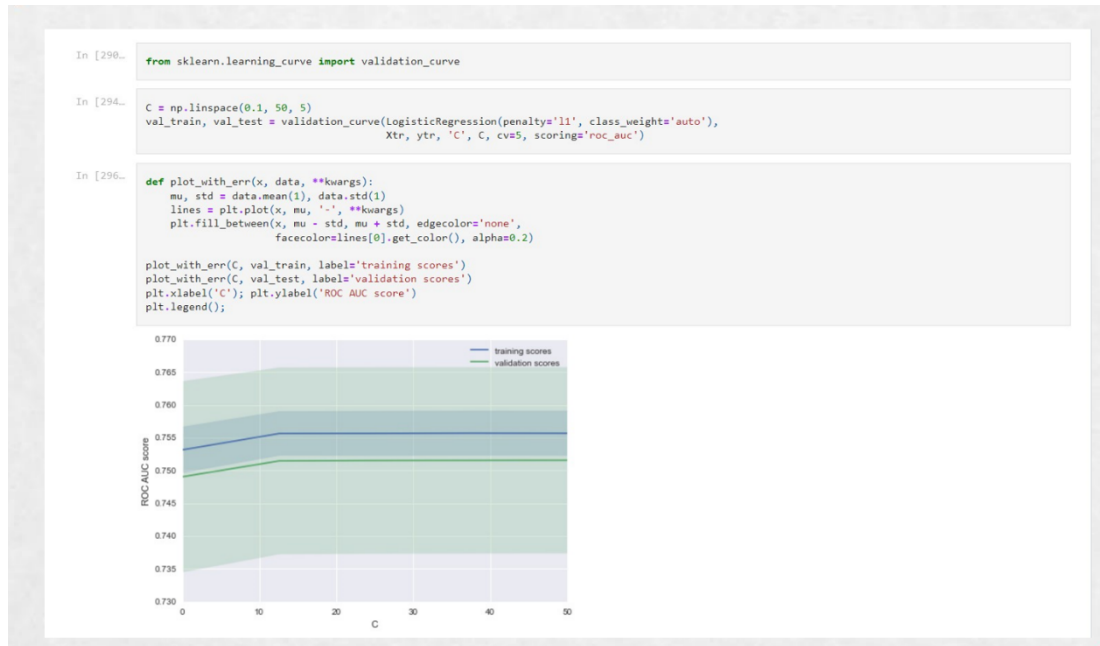 In [290…
from sklearn.learning_curve import validation_curve
In [294…
C = np.linspace(0.1, 50, 5)
val_train, val_test = validation_curve(LogisticRegression(penalty='l1', class_weight='auto'),
Xtr, ytr, 'C', C, cv=5, scoring='roc_auc')
In [296…
def plot_with_err(x, data, **kwargs):
mu, std = data.mean(1), data.std(1)
lines = plt.plot(x, mu, '-', **kwargs)
plt.fill_between(x, mu - std, mu + std, edgecolor='none',
facecolor=lines[0].get_color(), alpha=0.2)
plot_with_err(C, val_train, label='training scores')
plot_with_err(C, val_test, label='validation scores')
plt.xlabel('C'); plt.ylabel('ROC AUC score')
plt.legend();
0.770
training scores
validation scores
0.765
0.760
0.755
0.750
0.745
0.740
0.735
0.730
ROC AUC score
0 10 20 30 40 50
C